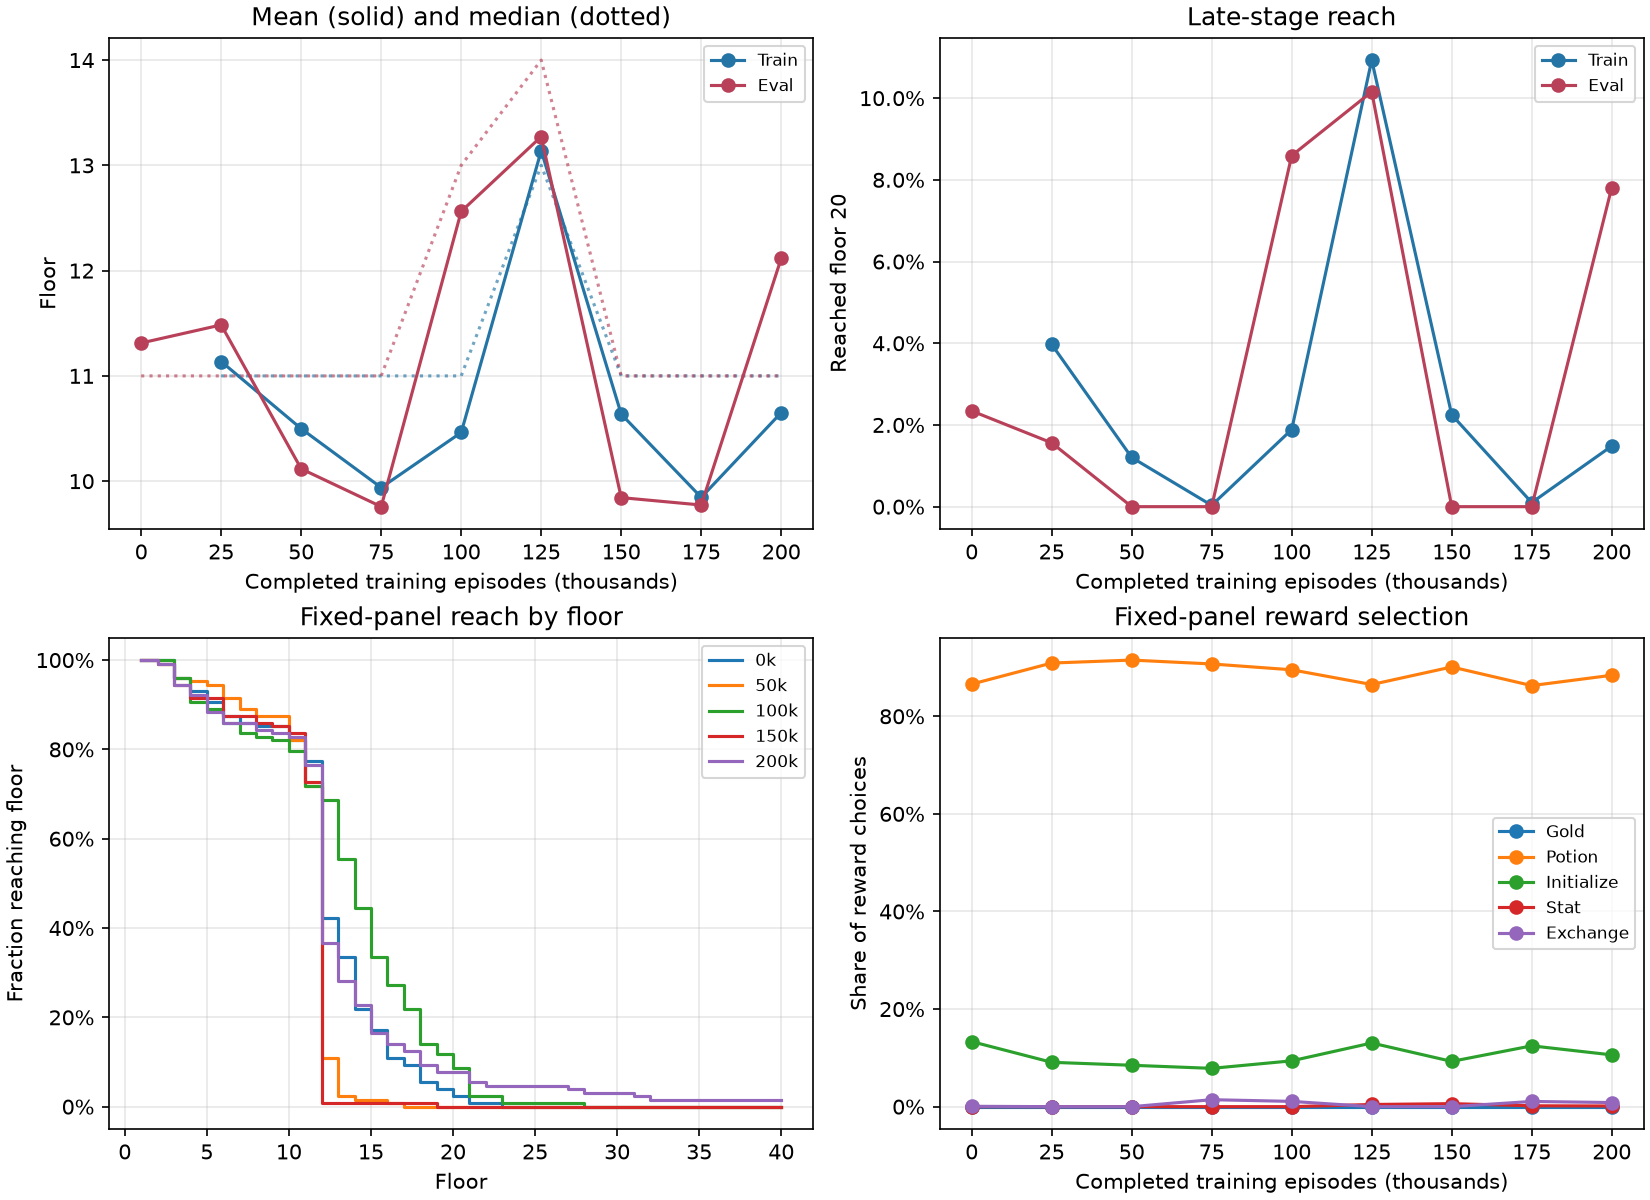 Mean (solid) and median (dotted)
Train
Eval
14
13
12
11
10
Floor
0 25 50 75 100 125 150 175 200
Completed training episodes (thousands)
Late-stage reach
Train
Eval
10.0%
8.0%
6.0%
4.0%
2.0%
0.0%
Reached floor 20
0 25 50 75 100 125 150 175 200
Completed training episodes (thousands)
Fixed-panel reach by floor
0k
50k
100k
150k
200k
100%
80%
60%
40%
20%
0%
Fraction reaching floor
0 5 10 15 20 25 30 35 40
Floor
Fixed-panel reward selection
80%
60%
40%
20%
0%
Share of reward choices
Gold
Potion
Initialize
Stat
Exchange
0 25 50 75 100 125 150 175 200
Completed training episodes (thousands)